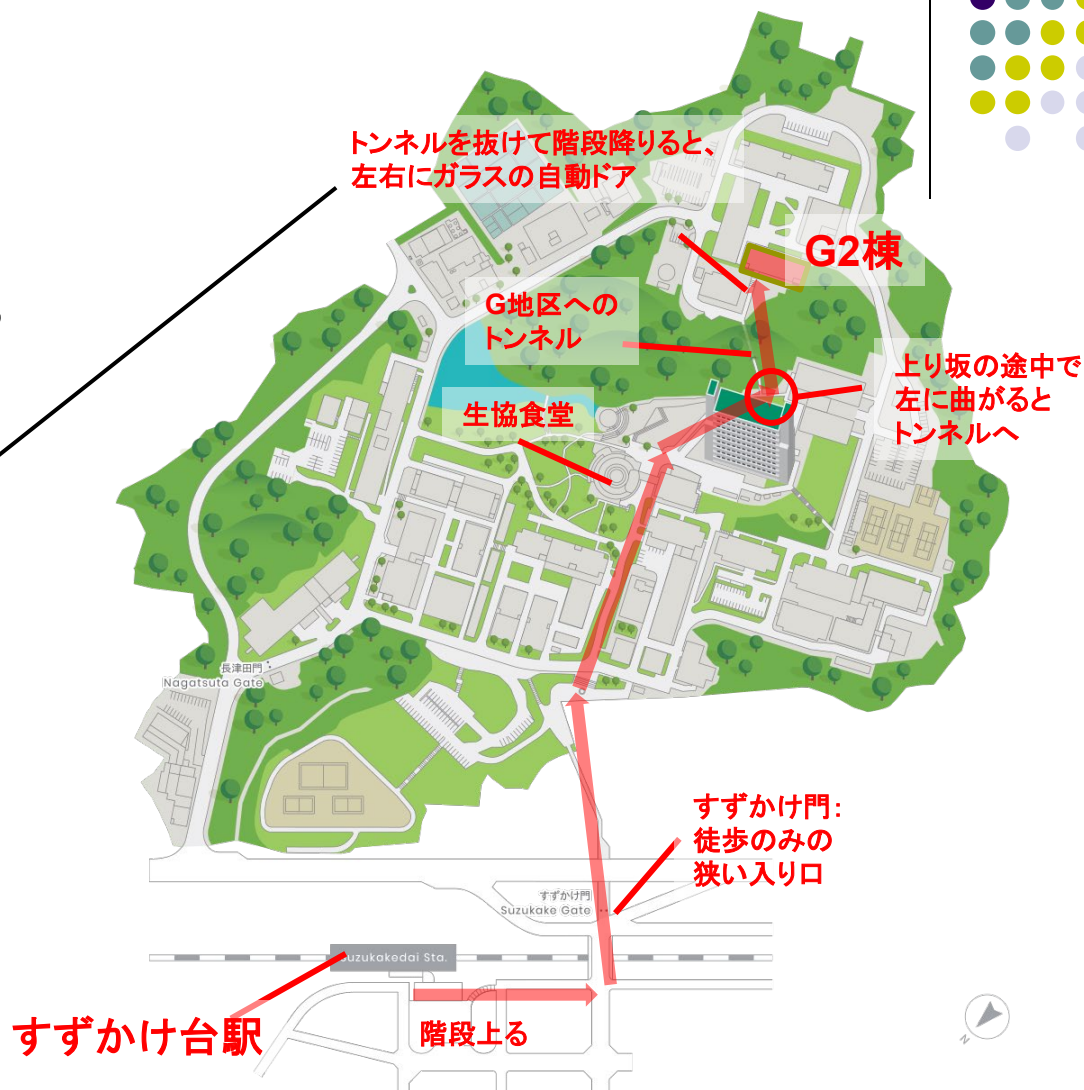 トンネルを抜けて階段降りると、
左右にガラスの自動ドア
G2棟
G地区への
トンネル
上り坂の途中で
左に曲がると
トンネルへ
生協食堂
長津田門
Nagatsuta Gate
すずかけ門:
徒歩のみの
狭い入り口
すずかけ門
Suzukake Gate
uzukakedai Sta.
すずかけ台駅
階段上る
N